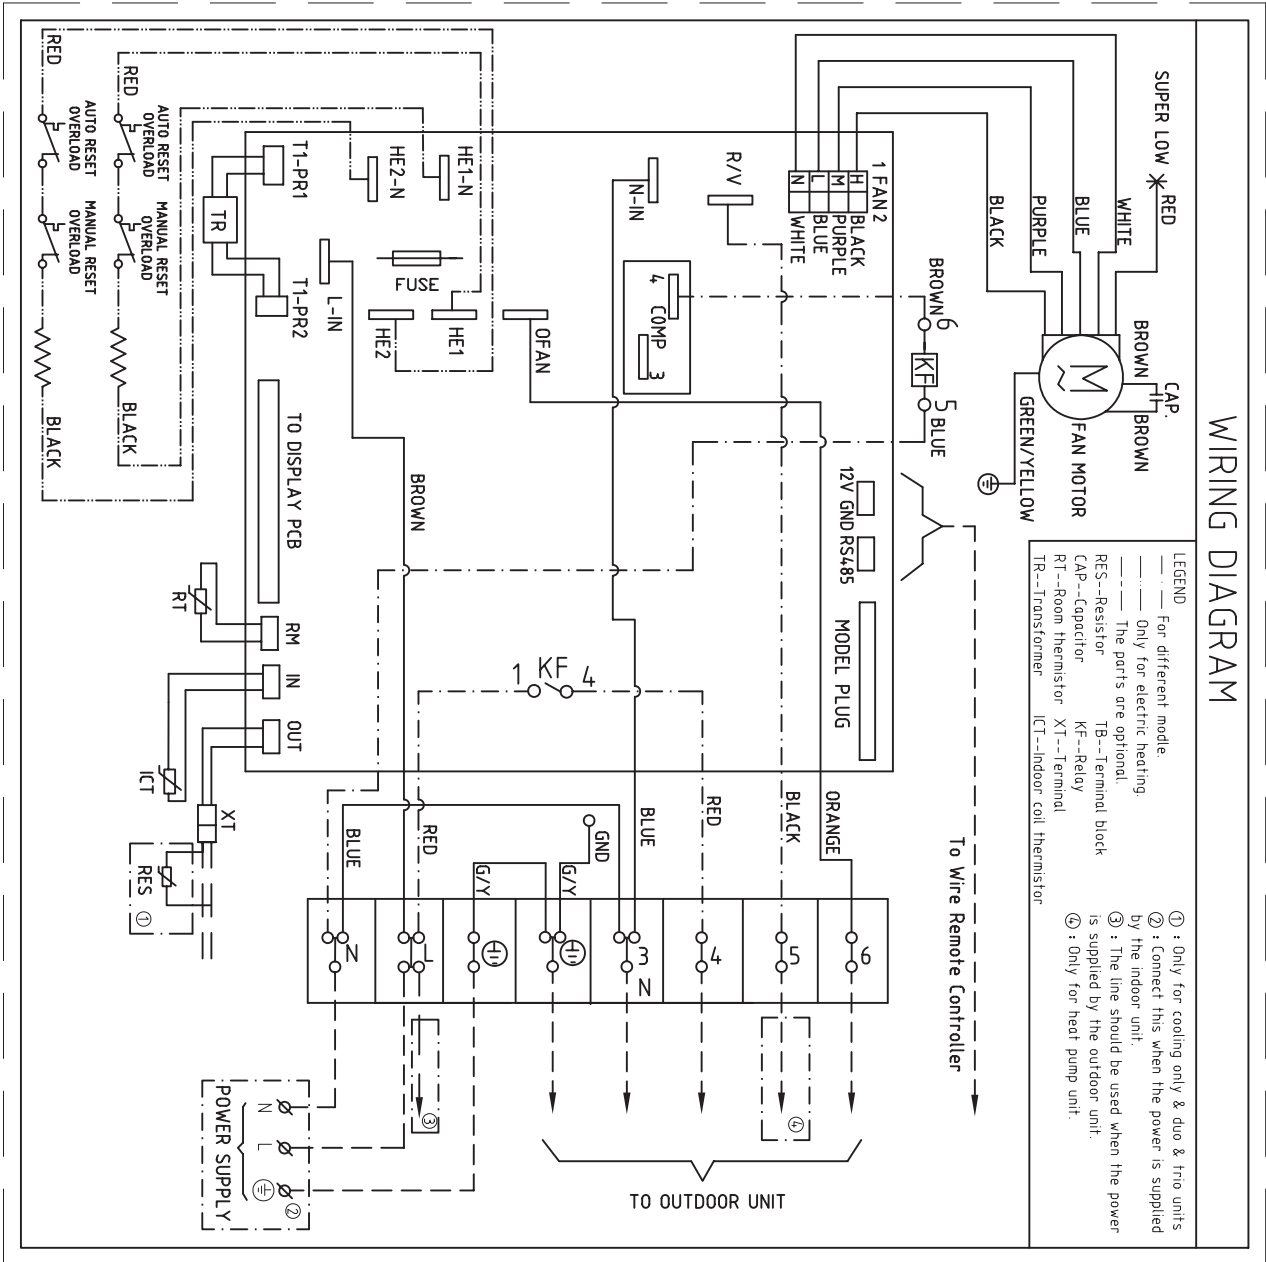 WIRING DIAGRAM
LEGEND
For different modle.
Only for electric heating.
The parts are optional.
RES--Resistor TB--Terminal block
CAP--Capacitor KF--Relay
RT--Room thermistor XT--Terminal
TR--Transformer ICT--Indoor coil thermistor
①: Only for cooling only & duo & trio units
②: Connect this when the power is supplied
by the indoor unit.
③: The line should be used when the power
is supplied by the outdoor unit.
④: Only for heat pump unit.
SUPER LOW
RED
WHITE
BLUE
PURPLE
BLACK
BROWN
CAP.
BROWN
M
~
FAN MOTOR
GREEN/YELLOW
1 FAN2
H
M
L
N
BLACK
PURPLE
BLUE
WHITE
BROWN
6
KF
5
BLUE
R/V
N-IN
4 COMP 3
OFAN
12V GND RS485
MODEL PLUG
To Wire Remote Controller
HE1-N
HE2-N
FUSE
HE1
HE2
T1-PR1
TR
T1-PR2
L-IN
BROWN
TO DISPLAY PCB
RED
RED
AUTO RESET
OVERLOAD
MANUAL RESET
OVERLOAD
AUTO RESET
OVERLOAD
MANUAL RESET
OVERLOAD
BLACK
BLACK
RM
IN
OUT
RT
ICT
XT
RES ①
1 KF 4
ORANGE
BLACK
RED
BLUE
GND
G/Y
G/Y
RED
BLUE
6
5
4
3 N
L
N
④
③
TO OUTDOOR UNIT
N
L
②
POWER SUPPLY